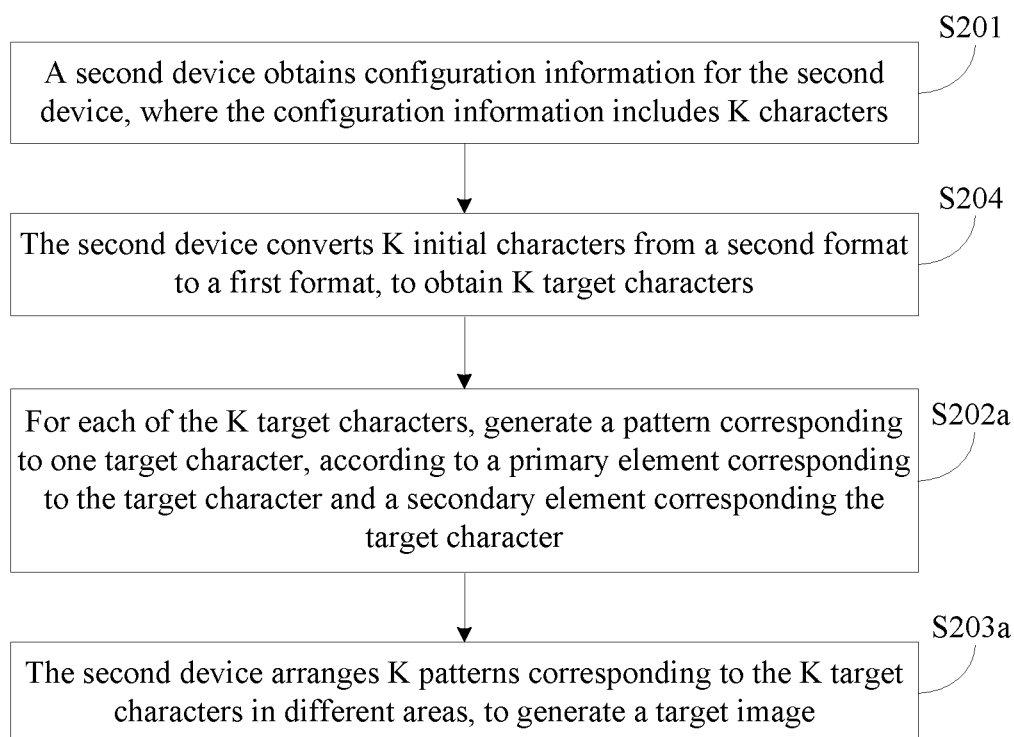 S201
A second device obtains configuration information for the second
device, where the configuration information includes K characters
S204
The second device converts K initial characters from a second format
to a first format, to obtain K target characters
S202a
For each of the K target characters, generate a pattern corresponding
to one target character, according to a primary element corresponding
to the target character and a secondary element corresponding the
target character
S203a
The second device arranges K patterns corresponding to the K target
characters in different areas, to generate a target image